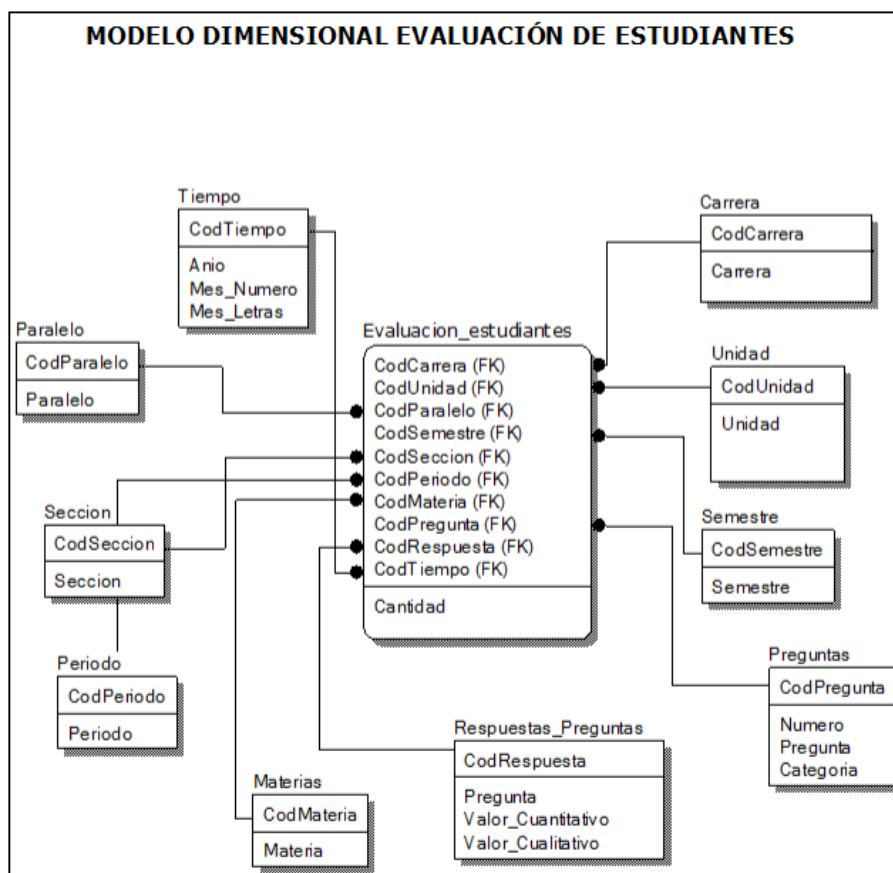 MODELO DIMENSIONAL EVALUACIÓN DE ESTUDIANTES
Tiempo
CodTiempo
Anio
Mes_Numero
Mes_Letras
Carrera
CodCarrera
Carrera
Paralelo
CodParalelo
Paralelo
Evaluacion_estudiantes
CodCarrera (FK)
CodUnidad (FK)
CodParalelo (FK)
CodSemestre (FK)
CodSeccion (FK)
CodPeriodo (FK)
CodMateria (FK)
CodPregunta (FK)
CodRespuesta (FK)
CodTiempo (FK)
Cantidad
Unidad
CodUnidad
Unidad
Seccion
CodSeccion
Seccion
Semestre
CodSemestre
Semestre
Periodo
CodPeriodo
Periodo
Preguntas
CodPregunta
Numero
Pregunta
Categoria
Respuestas_Preguntas
CodRespuesta
Pregunta
Valor_Cuantitativo
Valor_Cualitativo
Materias
CodMateria
Materia